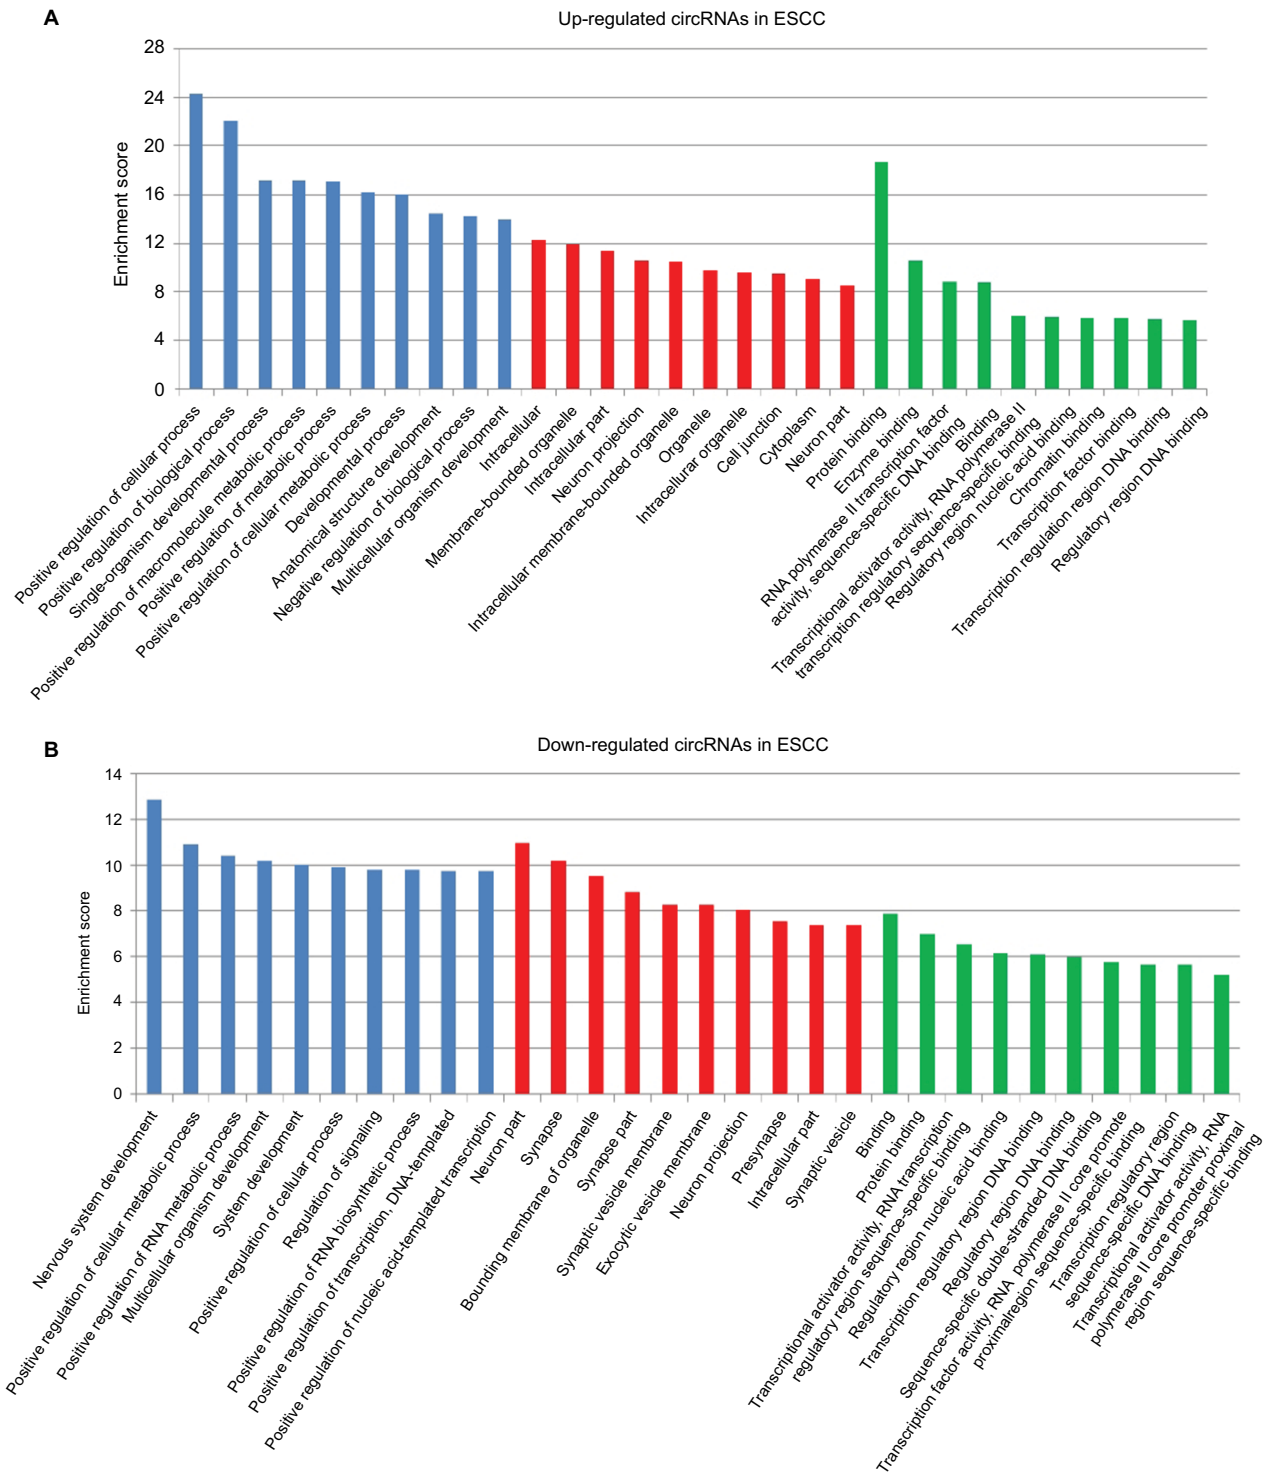 A
Up-regulated circRNAs in ESCC
Enrichment score
28
24
20
16
12
8
4
0
Positive regulation of cellular process
Positive regulation of biological process
Single-organism developmental process
Positive regulation of macromolecule metabolic process
Positive regulation of metabolic process
Positive regulation of cellular metabolic process
Developmental process
Anatomical structure development
Negative regulation of biological process
Multicellular organism development
Intracellular
Membrane-bounded organelle
Intracellular part
Neuron projection
Intracellular membrane-bounded organelle
Organelle
Intracellurar organelle
Cell junction
Cytoplasm
Neuron part
Protein binding
Enzyme binding
RNA polymerase II transcription factor
activity, sequence-specific DNA binding
Binding
Transcriptional activator activity, RNA polymerase II
transcription regulatory sequence-specific binding
Regulatory region nucleic acid binding
Chromatin binding
Transcription factor binding
Transcription regulation region DNA binding
Regulatory region DNA binding
B
Down-regulated circRNAs in ESCC
Enrichment score
14
12
10
8
6
4
2
0
Nervous system development
Positive regulation of cellular metabolic process
Positive regulation of RNA metabolic process
Multicellular organism development
System development
Positive regulation of cellular process
Regulation of signaling
Positive regulation of RNA biosynthetic process
Positive regulation of transcription, DNA-templated
Positive regulation of nucleic acid-templated transcription
Neuron part
Synapse
Bounding membrane of organelle
Synapse part
Synaptic vesicle membrane
Exocytic vesicle membrane
Neuron projection
Presynapse
Intracellular part
Synaptic vesicle
Binding
Protein binding
Transcriptional activator activity, RNA transcription
regulatory region sequence-specific binding
Regulatory region nucleic acid binding
Transcription regulatory region DNA binding
Regulatory region DNA binding
Sequence-specific double-stranded DNA binding
Transcription factor activity, RNA polymerase II core promote
proximalregion sequence-specific binding
Transcription regulatory region
sequence-specific DNA binding
Transcriptional activator activity, RNA
polymerase II core promoter proximal
region sequence-specific binding